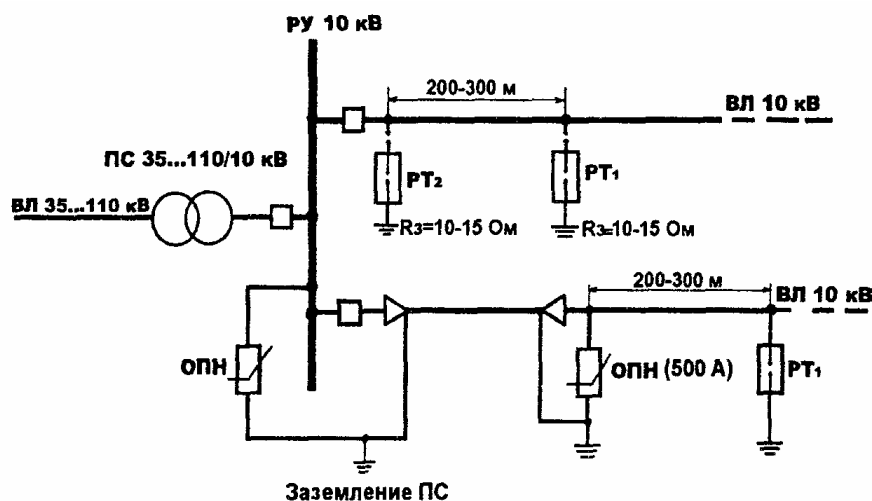 РУ 10 кВ
200-300 м
ВЛ 10 кВ
ПС 35...110/10 кВ
РТ₂
РТ₁
ВЛ 35...110 кВ
Rз=10-15 Ом
Rз=10-15 Ом
200-300 м
ВЛ 10 кВ
ОПН
ОПН (500 А)
РТ₁
Заземление ПС